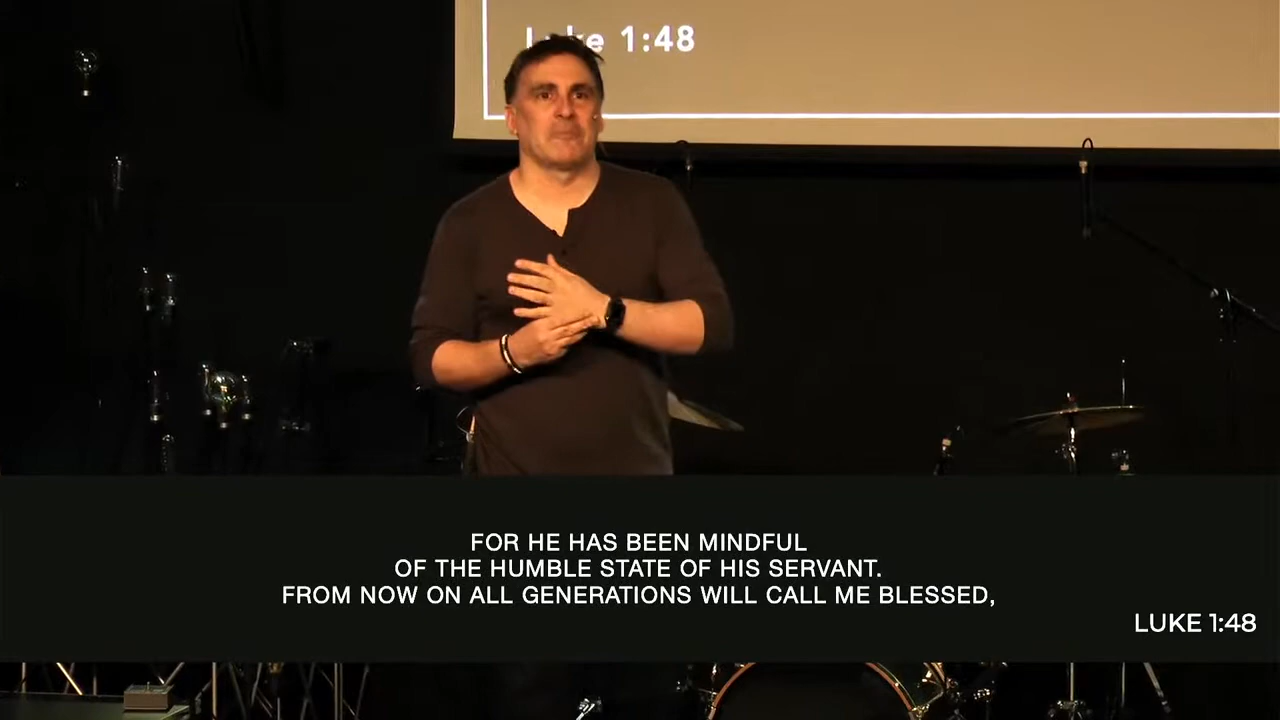 Luke 1:48
FOR HE HAS BEEN MINDFUL
OF THE HUMBLE STATE OF HIS SERVANT.
FROM NOW ON ALL GENERATIONS WILL CALL ME BLESSED,
LUKE 1:48